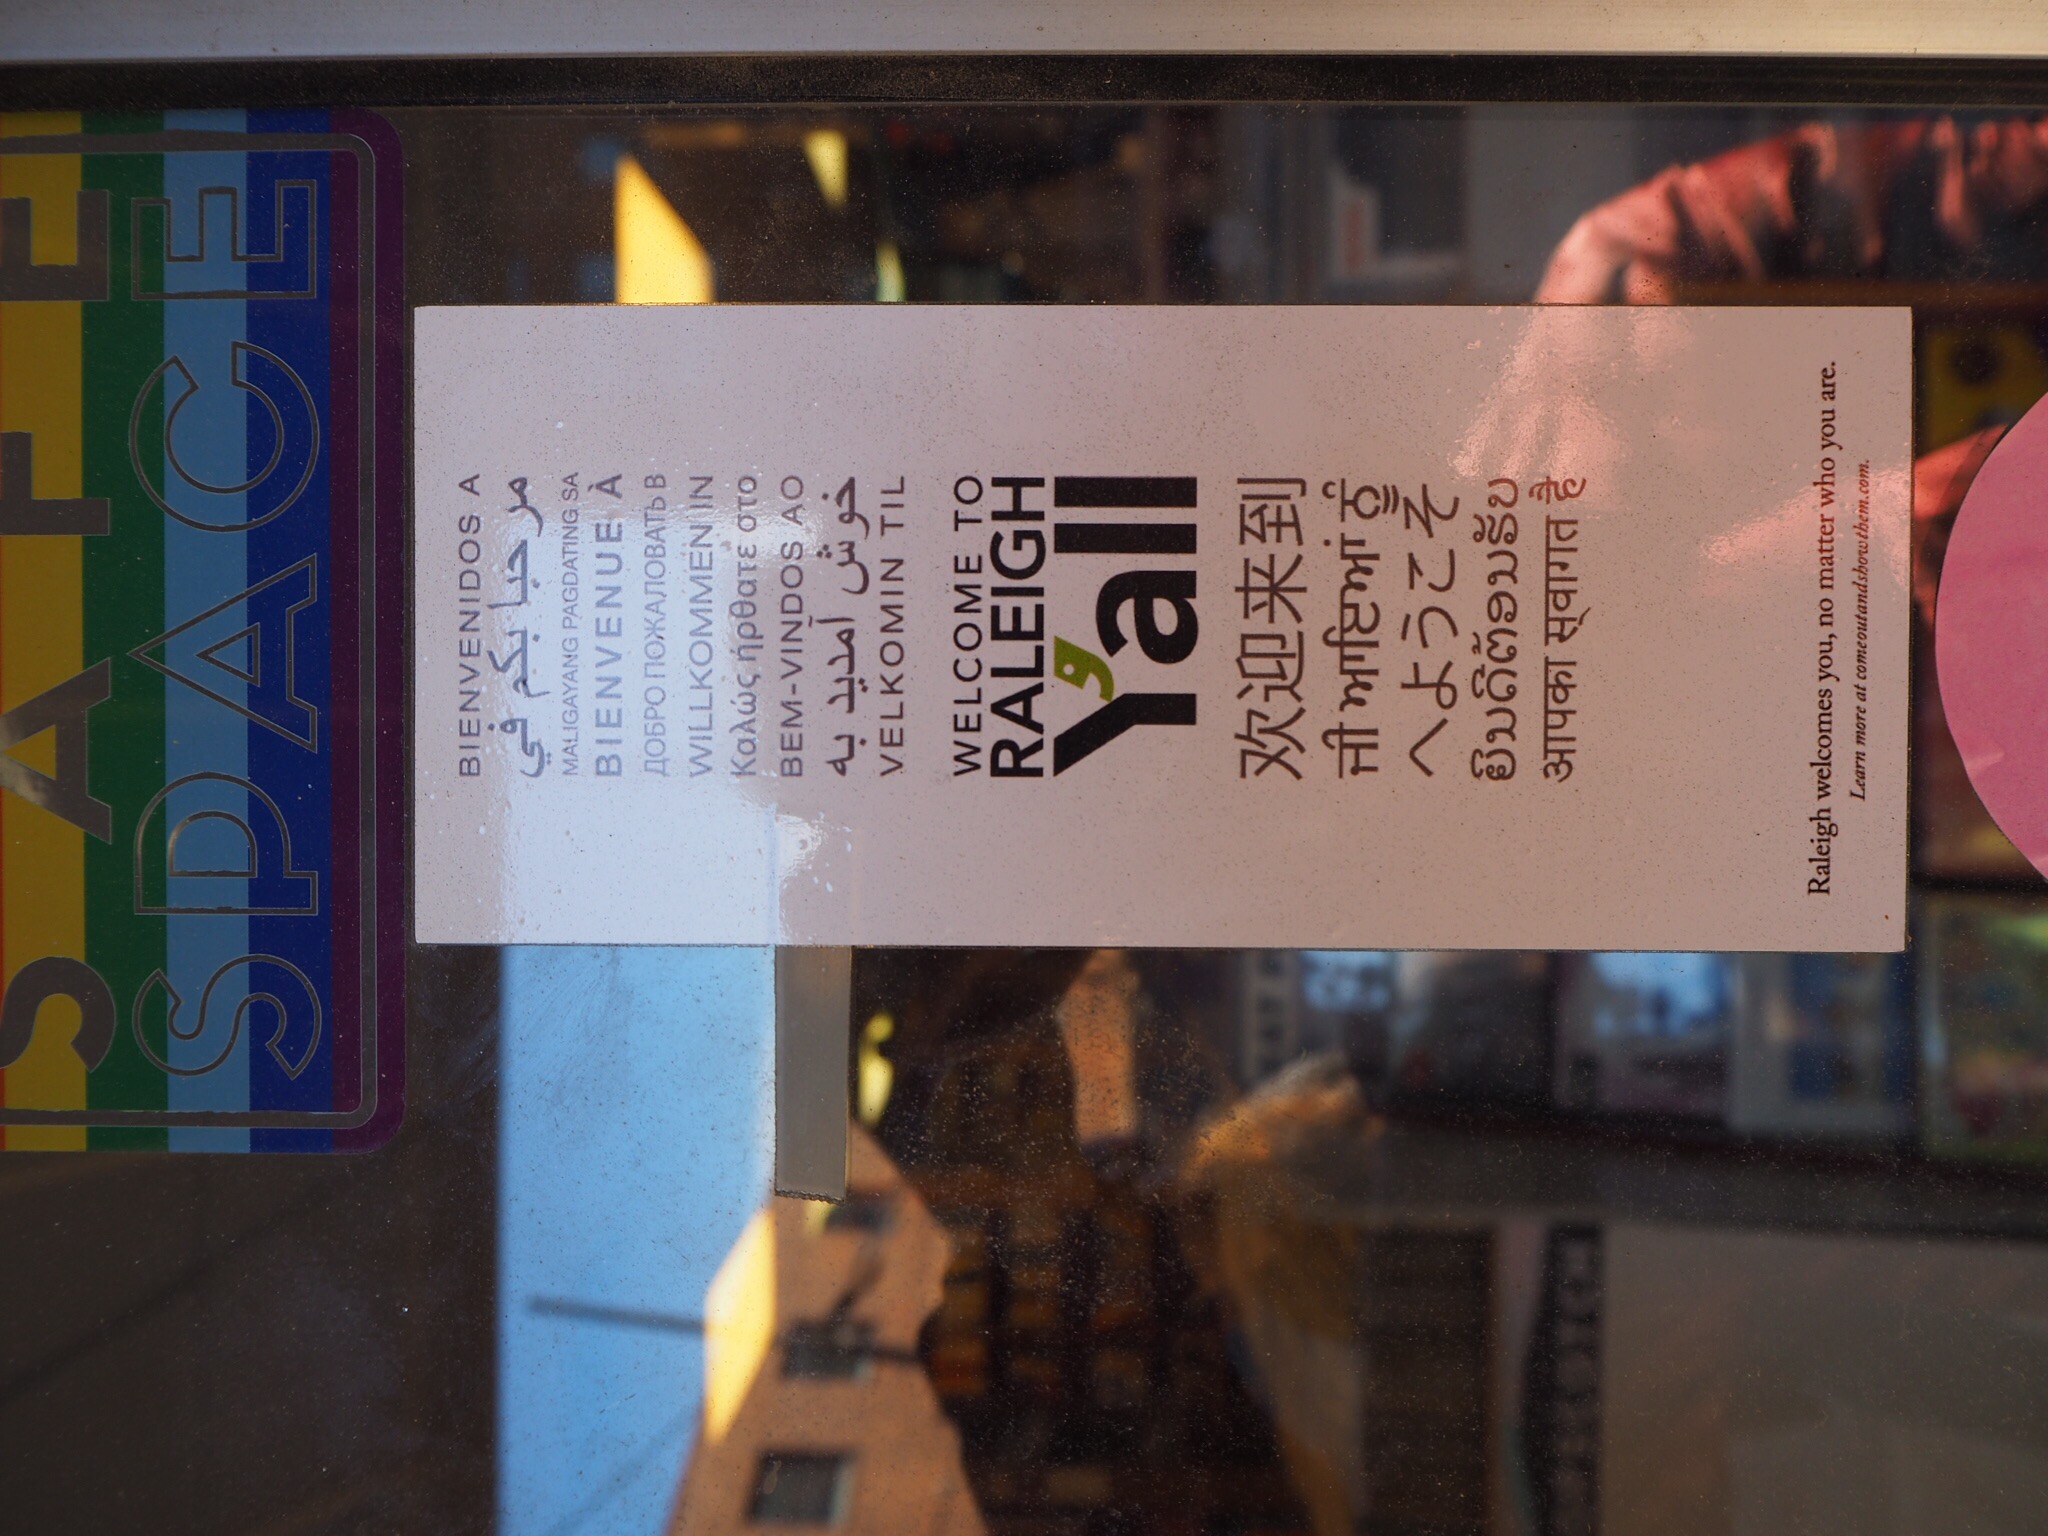 SAFE
SPACE
BIENVENIDOS A
مرحبا بكم في
MALIGAYANG PAGDATING SA
BIENVENUE À
ДОБРО ПОЖАЛОВАТЬ В
WILLKOMMEN IN
Καλώς ήρθατε στο
BEM-VINDOS AO
خوش آمدید به
VELKOMIN TIL
WELCOME TO
RALEIGH
Y'all
欢迎来到
ਜੀ ਆਇਆਂ ਨੂੰ
へようこそ
ຍິນດີຕ້ອນຮັບ
आपका स्वागत है
Raleigh welcomes you, no matter who you are.
Learn more at comeoutandshowthem.com.